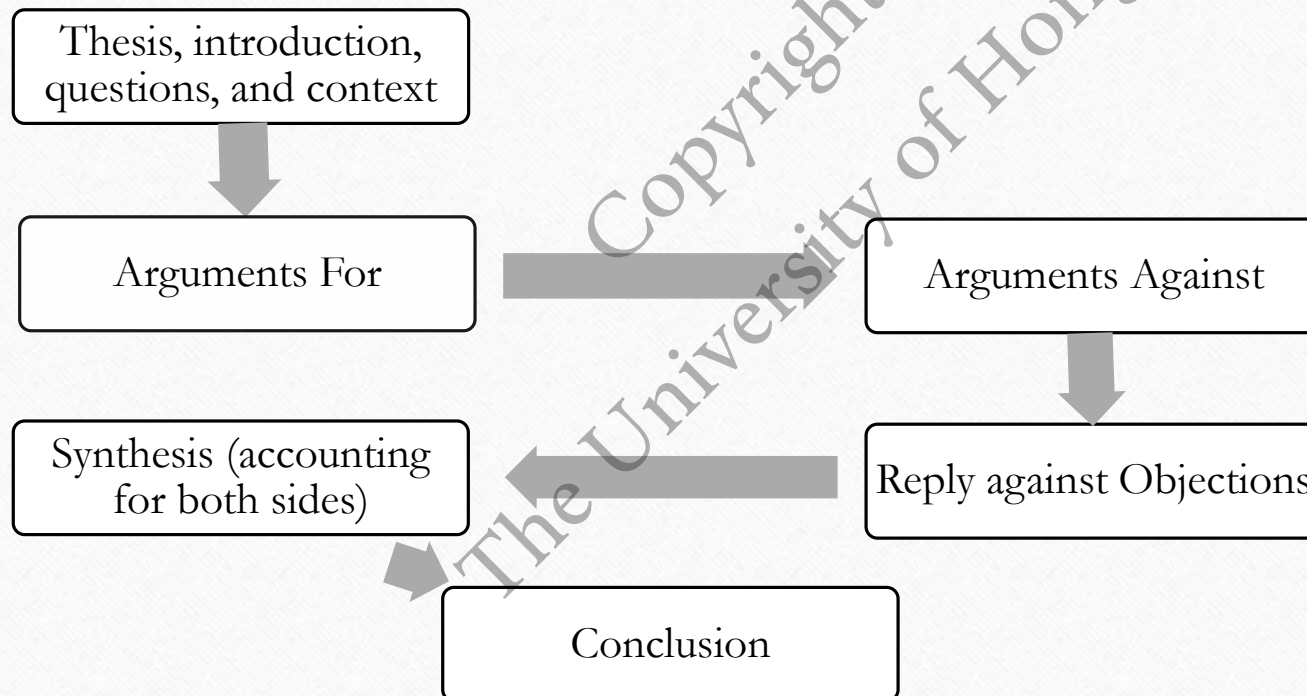 Thesis, introduction,
questions, and context
Arguments For
Arguments Against
Reply against Objections
Synthesis (accounting
for both sides)
Conclusion
Copyright
The University of Hong